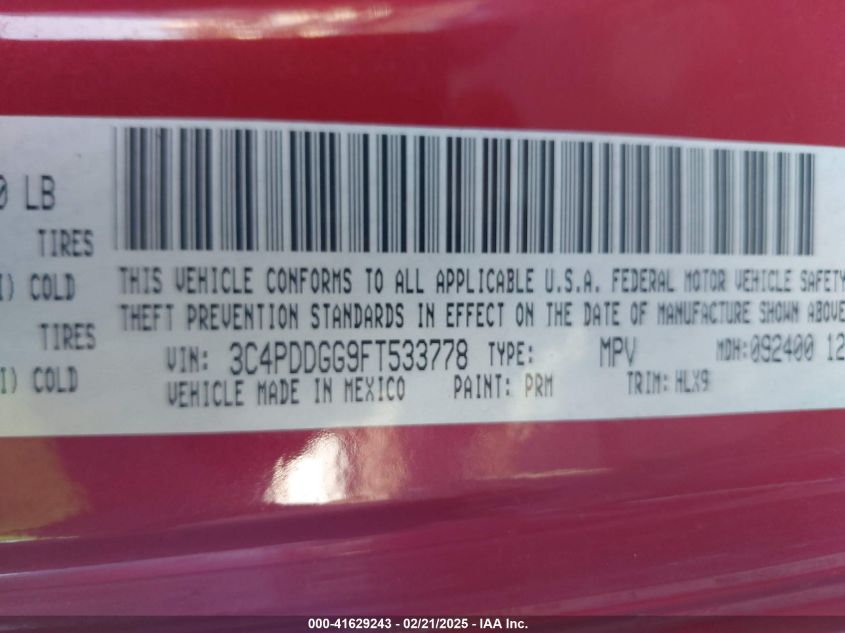 0 LB
TIRES
I) COLD
TIRES
I) COLD
THIS VEHICLE CONFORMS TO ALL APPLICABLE U.S.A. FEDERAL MOTOR VEHICLE SAFETY
THEFT PREVENTION STANDARDS IN EFFECT ON THE DATE OF MANUFACTURE SHOWN ABOVE
VIN: 3C4PDDGG9FT533778 TYPE: MPV MDH: 092400 12
VEHICLE MADE IN MEXICO PAINT: PRM TRIM: HLX9
000-41629243 - 02/21/2025 - IAA Inc.